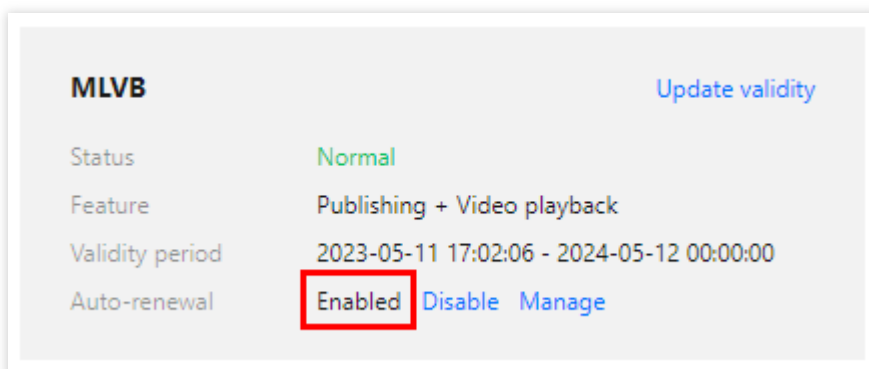 MLVB Update validity
Status Normal
Feature Publishing + Video playback
Validity period 2023-05-11 17:02:06 - 2024-05-12 00:00:00
Auto-renewal Enabled Disable Manage